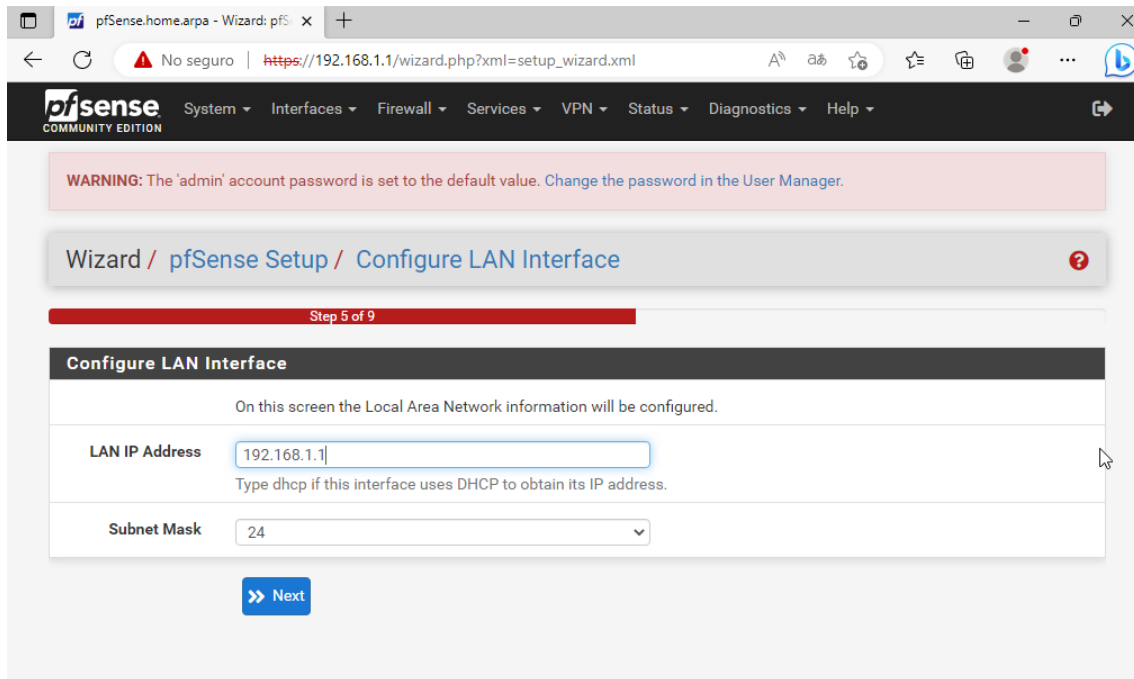 pfSense.home.arpa - Wizard: pfS
No seguro | https://192.168.1.1/wizard.php?xml=setup_wizard.xml
pfsense System Interfaces Firewall Services VPN Status Diagnostics Help
COMMUNITY EDITION
WARNING: The 'admin' account password is set to the default value. Change the password in the User Manager.
Wizard / pfSense Setup / Configure LAN Interface
Step 5 of 9
Configure LAN Interface
On this screen the Local Area Network information will be configured.
LAN IP Address 192.168.1.1
Type dhcp if this interface uses DHCP to obtain its IP address.
Subnet Mask 24
Next